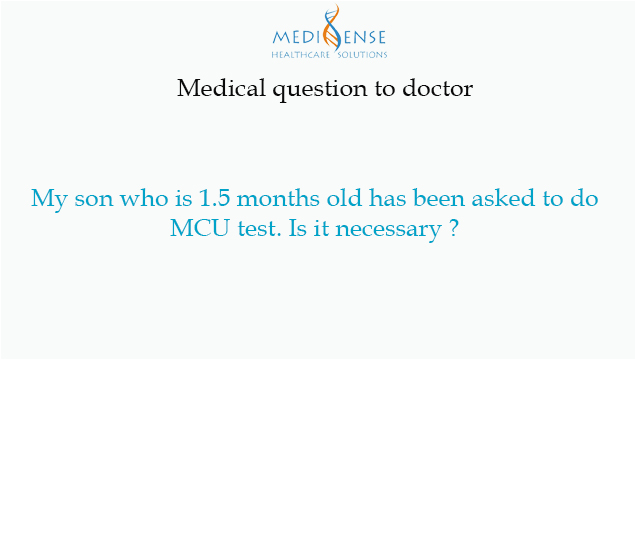 MEDISENSE
HEALTHCARE SOLUTIONS
Medical question to doctor
My son who is 1.5 months old has been asked to do
MCU test. Is it necessary ?